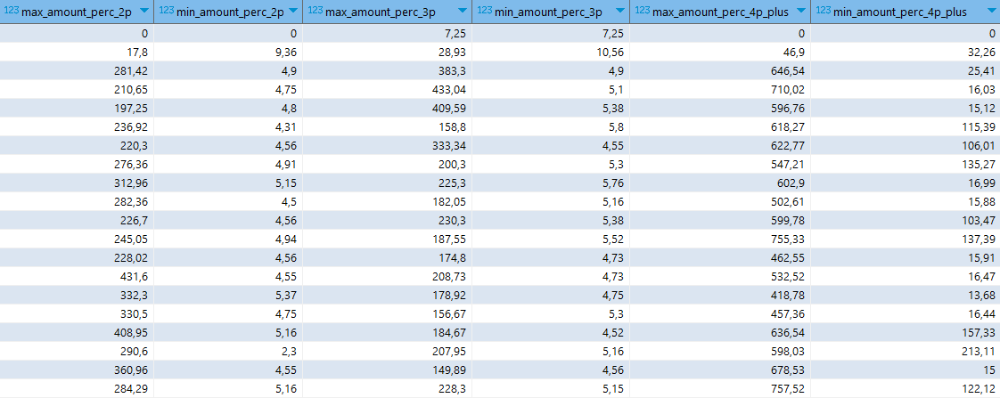 123 max_amount_perc_2p 123 min_amount_perc_2p 123 max_amount_perc_3p 123 min_amount_perc_3p 123 max_amount_perc_4p_plus 123 min_amount_perc_4p_plus
0 0 7,25 7,25 0 0
17,8 9,36 28,93 10,56 46,9 32,26
281,42 4,9 383,3 4,9 646,54 25,41
210,65 4,75 433,04 5,1 710,02 16,03
197,25 4,8 409,59 5,38 596,76 15,12
236,92 4,31 158,8 5,8 618,27 115,39
220,3 4,56 333,34 4,55 622,77 106,01
276,36 4,91 200,3 5,3 547,21 135,27
312,96 5,15 225,3 5,76 602,9 16,99
282,36 4,5 182,05 5,16 502,61 15,88
226,7 4,56 230,3 5,38 599,78 103,47
245,05 4,94 187,55 5,52 755,33 137,39
228,02 4,56 174,8 4,73 462,55 15,91
431,6 4,55 208,73 4,73 532,52 16,47
332,3 5,37 178,92 4,75 418,78 13,68
330,5 4,75 156,67 5,3 457,36 16,44
408,95 5,16 184,67 4,52 636,54 157,33
290,6 2,3 207,95 5,16 598,03 213,11
360,96 4,55 149,89 4,56 678,53 15
284,29 5,16 228,3 5,15 757,52 122,12